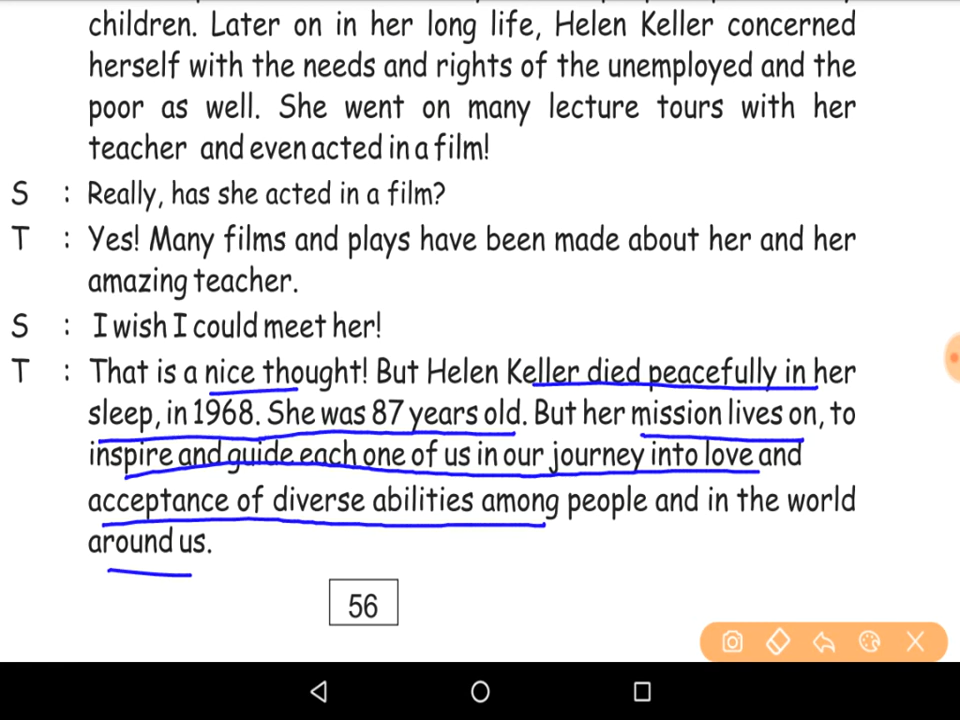 children. Later on in her long life, Helen Keller concerned
herself with the needs and rights of the unemployed and the
poor as well. She went on many lecture tours with her
teacher and even acted in a film!
S : Really, has she acted in a film?
T : Yes! Many films and plays have been made about her and her
amazing teacher.
S : I wish I could meet her!
T : That is a nice thought! But Helen Keller died peacefully in her
sleep, in 1968. She was 87 years old. But her mission lives on, to
inspire and guide each one of us in our journey into love and
acceptance of diverse abilities among people and in the world
around us.
56